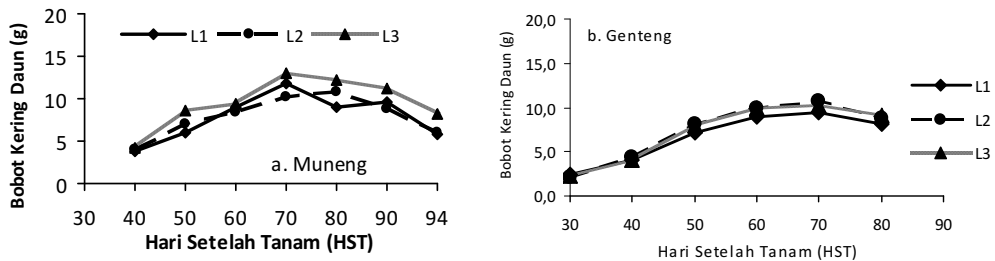 Bobot Kering Daun (g)
20
15
10
5
0
L1 L2 L3
a. Muneng
30 40 50 60 70 80 90 94
Hari Setelah Tanam (HST)
Bobot Kering Daun (g)
20,0
15,0
10,0
5,0
0,0
b. Genteng
L1
L2
L3
30 40 50 60 70 80 90
Hari Setelah Tanam (HST)